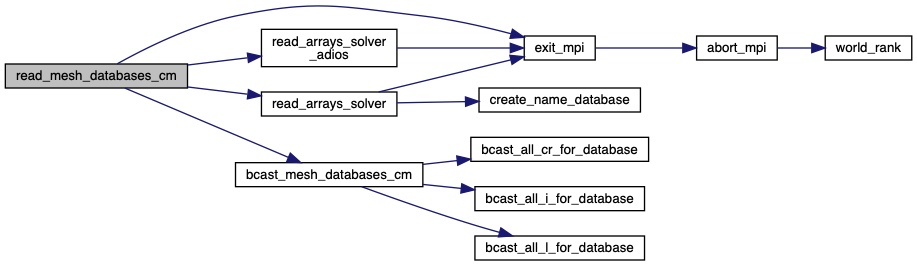 read_mesh_databases_cm
read_arrays_solver
_adios
read_arrays_solver
bcast_mesh_databases_cm
exit_mpi
create_name_database
bcast_all_cr_for_database
bcast_all_i_for_database
bcast_all_l_for_database
abort_mpi
world_rank